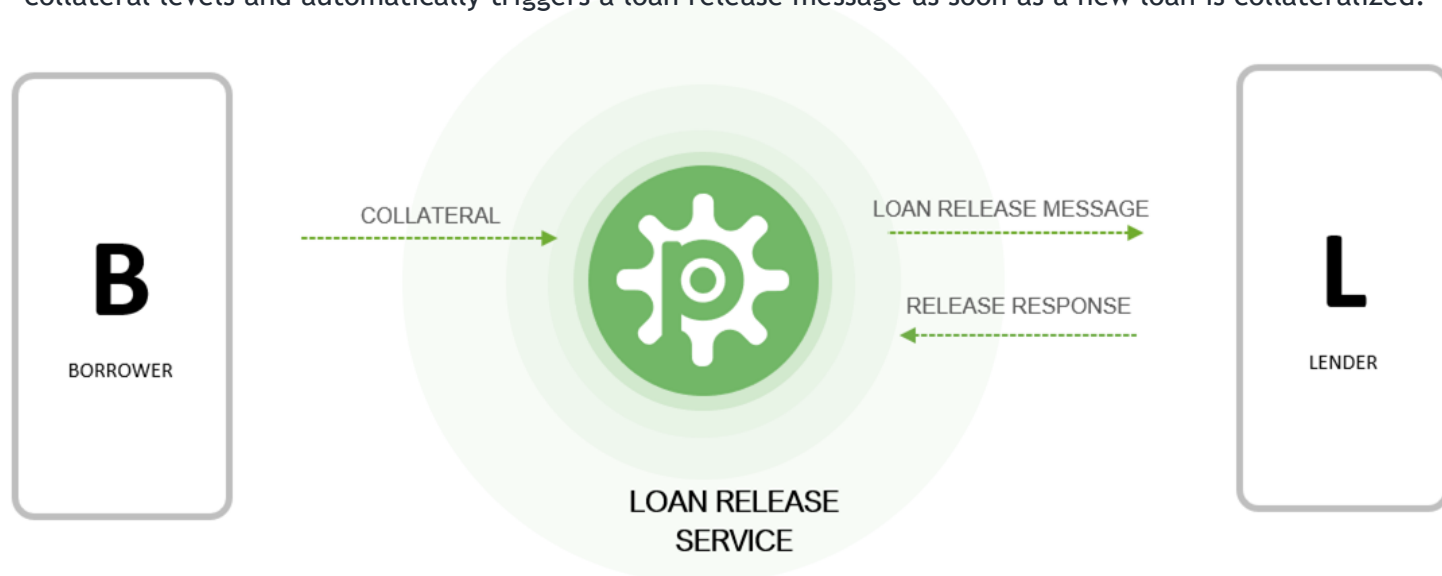 collateral levels and automatically triggers a loan release message as soon as a new loan is collateralized.
COLLATERAL
LOAN RELEASE MESSAGE
B
p
L
RELEASE RESPONSE
BORROWER
LENDER
LOAN RELEASE
SERVICE